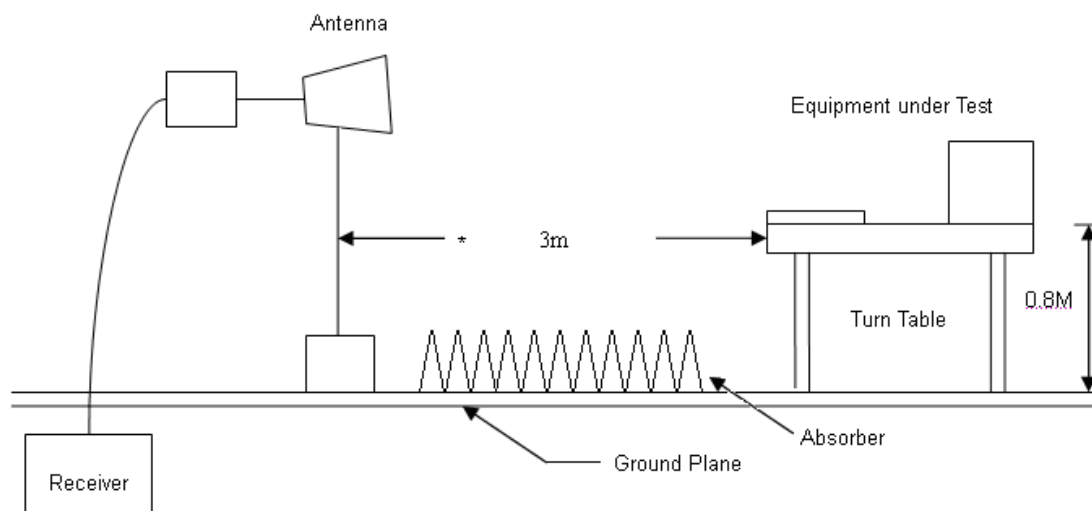 Antenna
Equipment under Test
* 3m
0.8M
Turn Table
Absorber
Ground Plane
Receiver